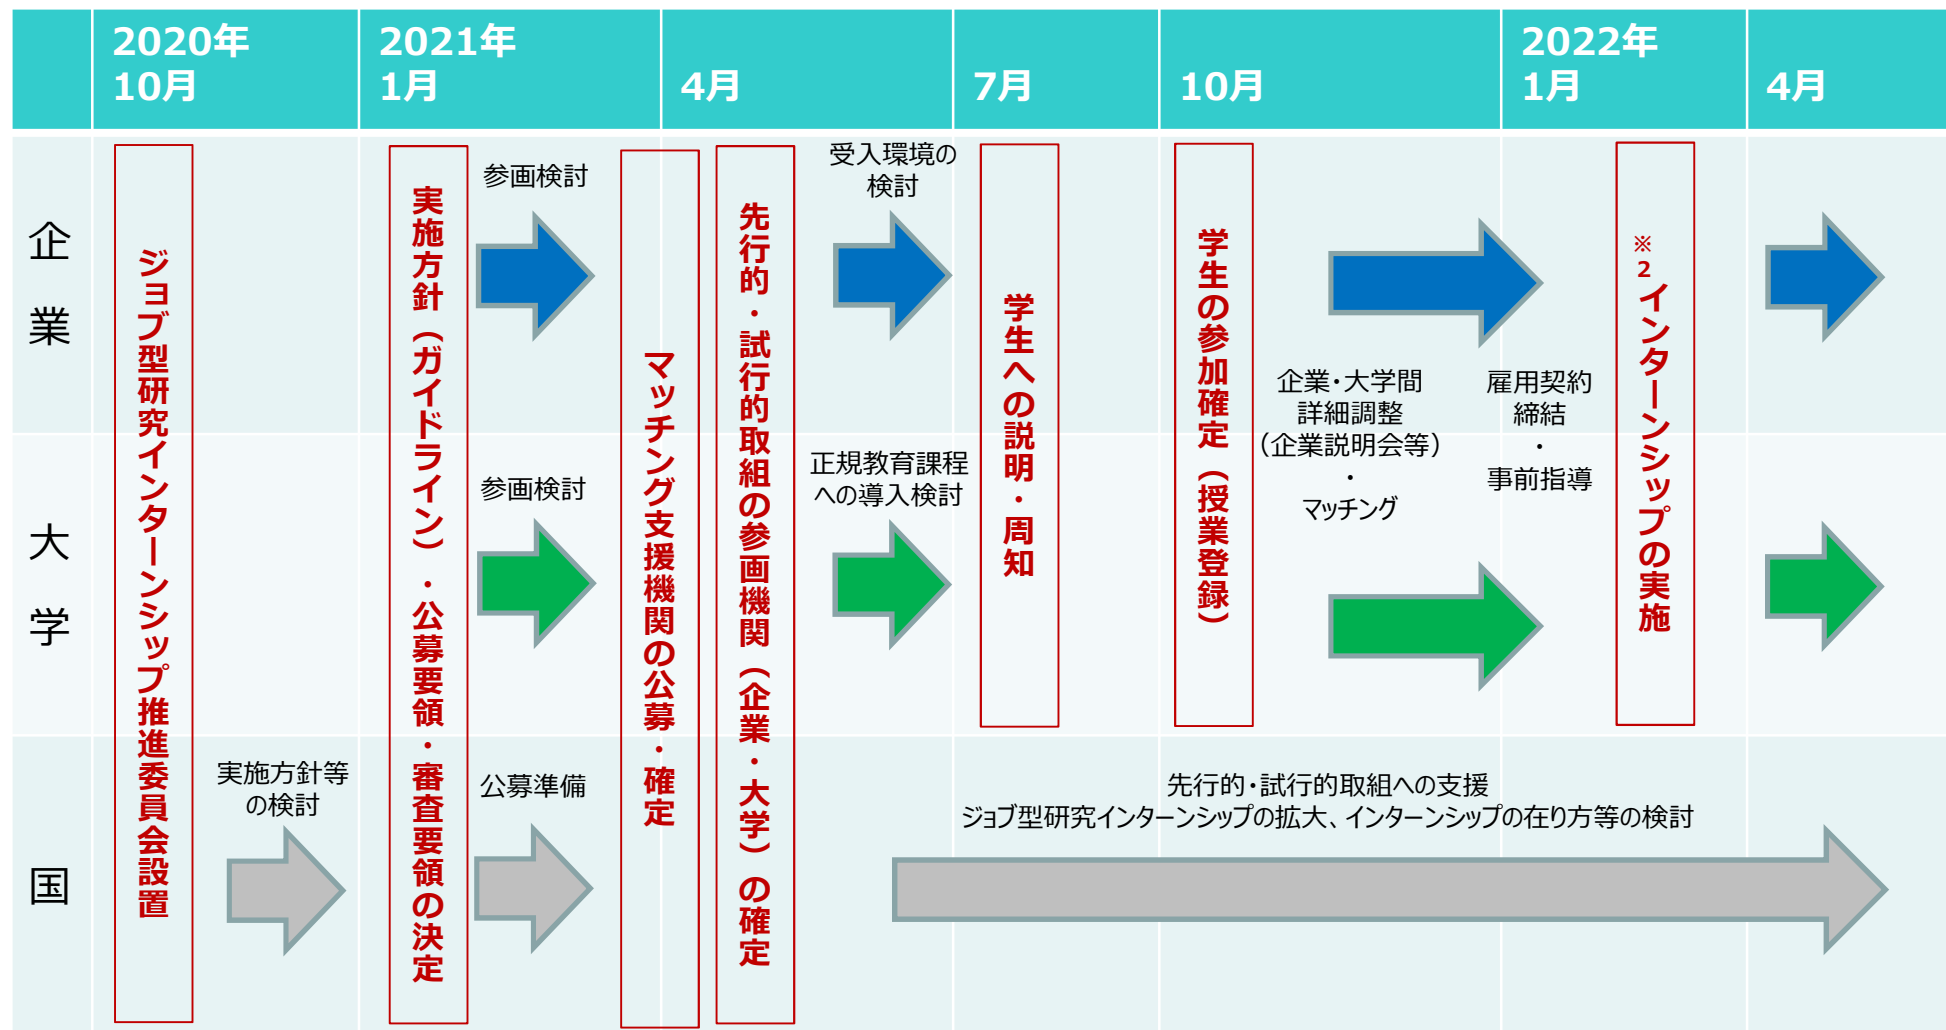 2020年
10月
2021年
1月
4月
7月
10月
2022年
1月
4月
企業
大学
国
ジョブ型研究インターンシップ推進委員会設置
実施方針等
の検討
実施方針（ガイドライン）・公募要領・審査要領の決定
参画検討
参画検討
公募準備
マッチング支援機関の公募・確定
先行的・試行的取組の参画機関（企業・大学）の確定
受入環境の
検討
正規教育課程
への導入検討
学生への説明・周知
学生の参加確定（授業登録）
企業・大学間
詳細調整
（企業説明会等）
・
マッチング
雇用契約
締結
・
事前指導
※2インターンシップの実施
先行的・試行的取組への支援
ジョブ型研究インターンシップの拡大、インターンシップの在り方等の検討